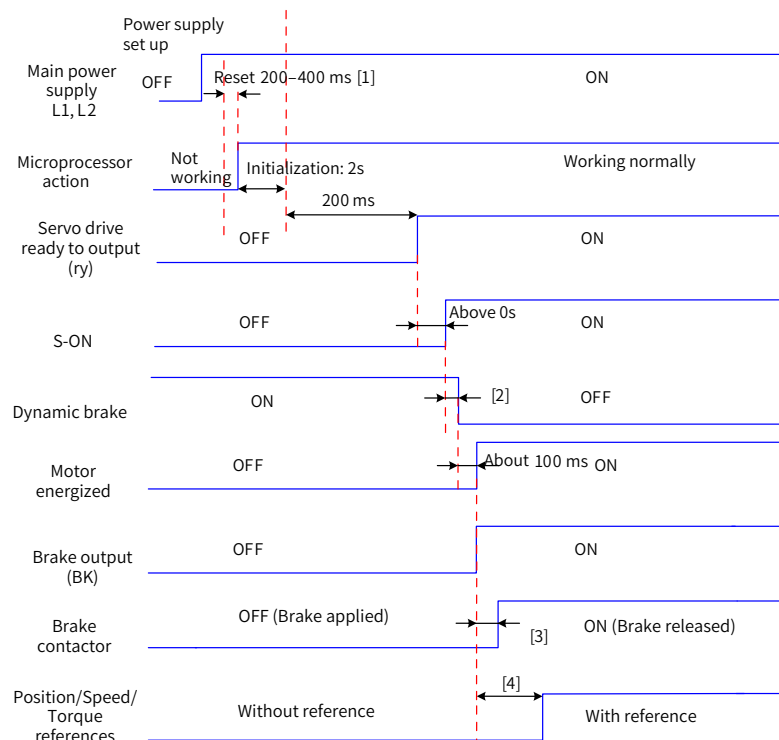 Power supply
set up
Main power
supply
L1, L2
OFF
Reset 200–400 ms [1]
ON
Microprocessor
action
Not
working
Initialization: 2s
Working normally
200 ms
Servo drive
ready to output
(ry)
OFF
ON
S-ON
OFF
Above 0s
ON
Dynamic brake
ON
[2]
OFF
Motor
energized
OFF
About 100 ms
ON
Brake output
(BK)
OFF
ON
Brake
contactor
OFF (Brake applied)
[3]
ON (Brake released)
Position/Speed/
Torque
references
Without reference
[4]
With reference